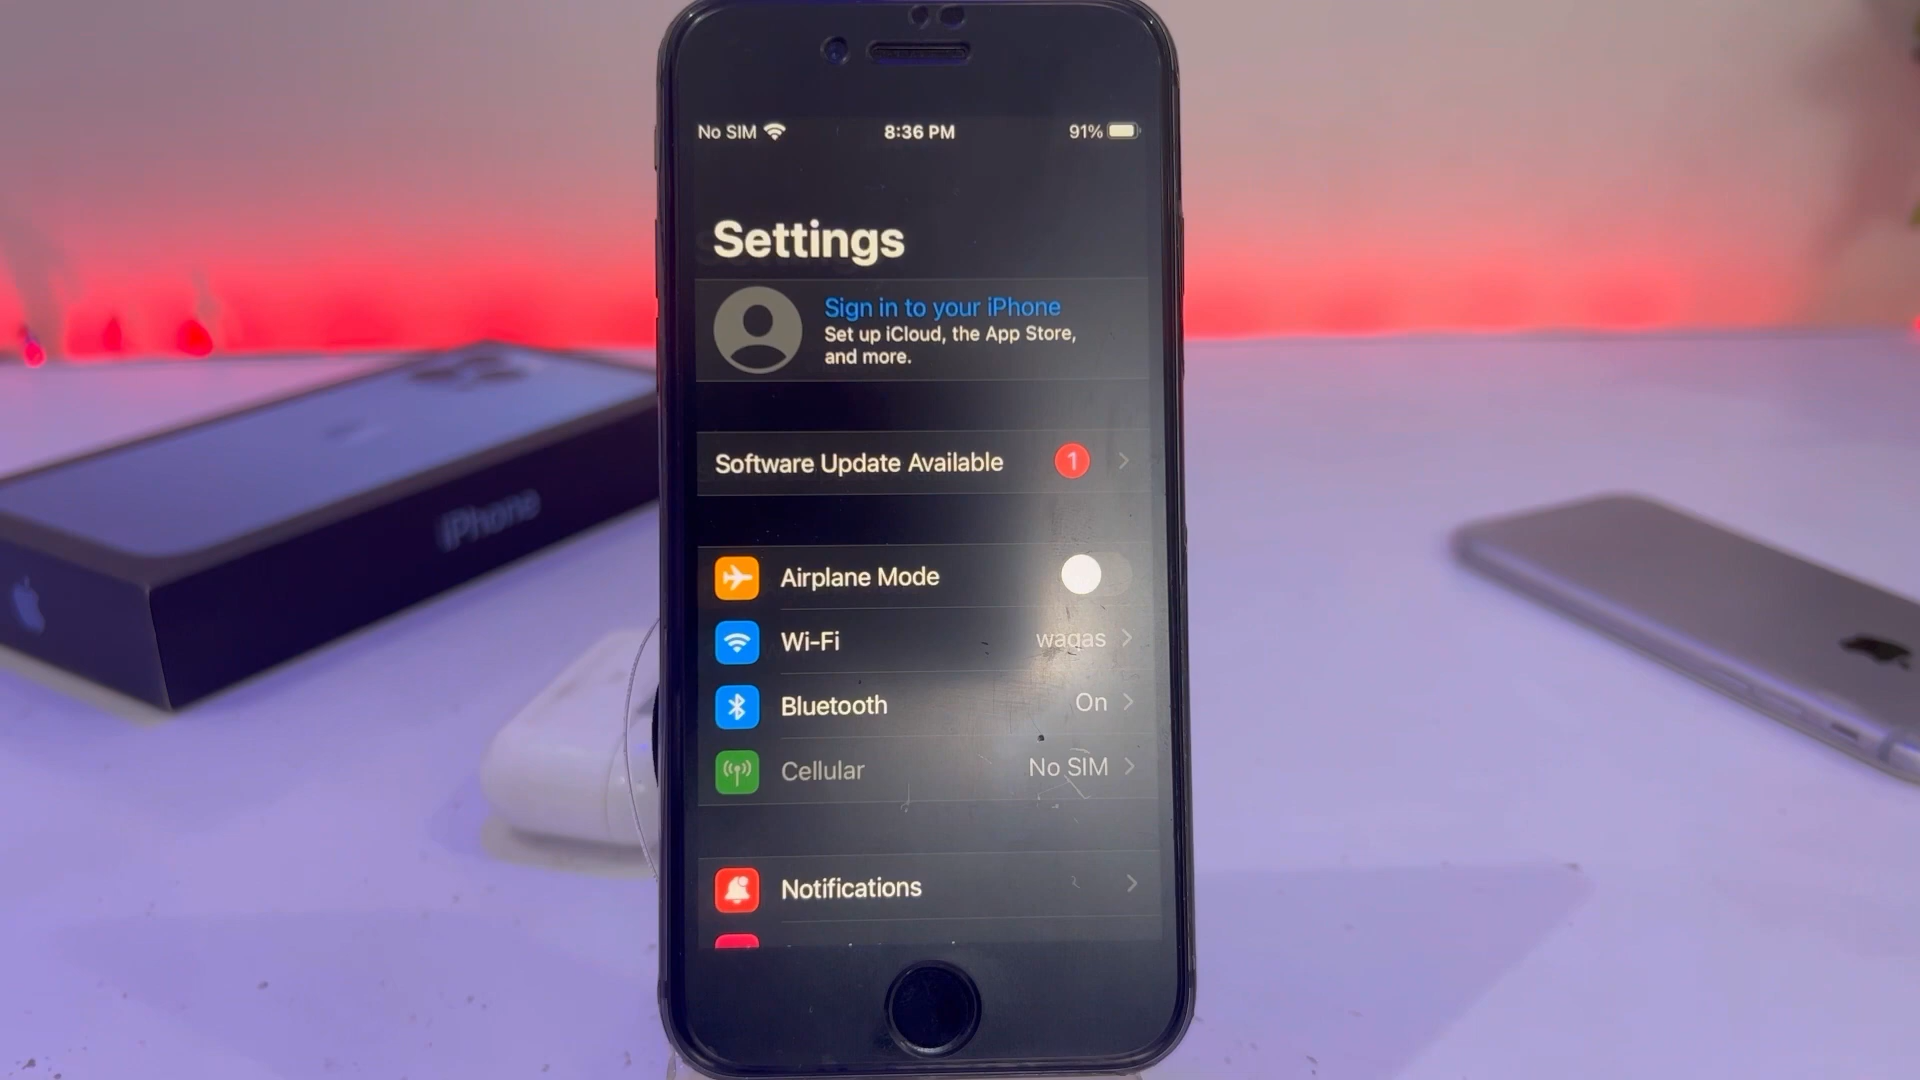 No SIM 8:36 PM 91%
Settings
Sign in to your iPhone
Set up iCloud, the App Store,
and more.
Software Update Available 1
Airplane Mode
Wi-Fi waqas
Bluetooth On
Cellular No SIM
Notifications
iPhone